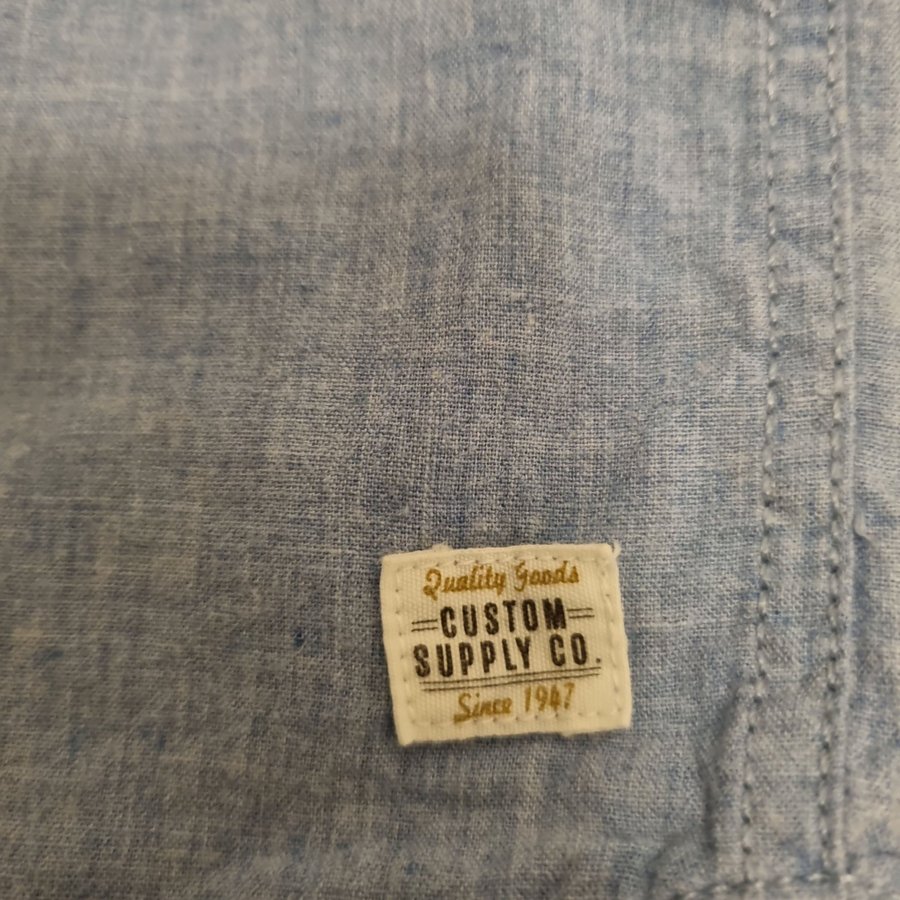 Quality Goods
CUSTOM
SUPPLY CO.
Since 1947